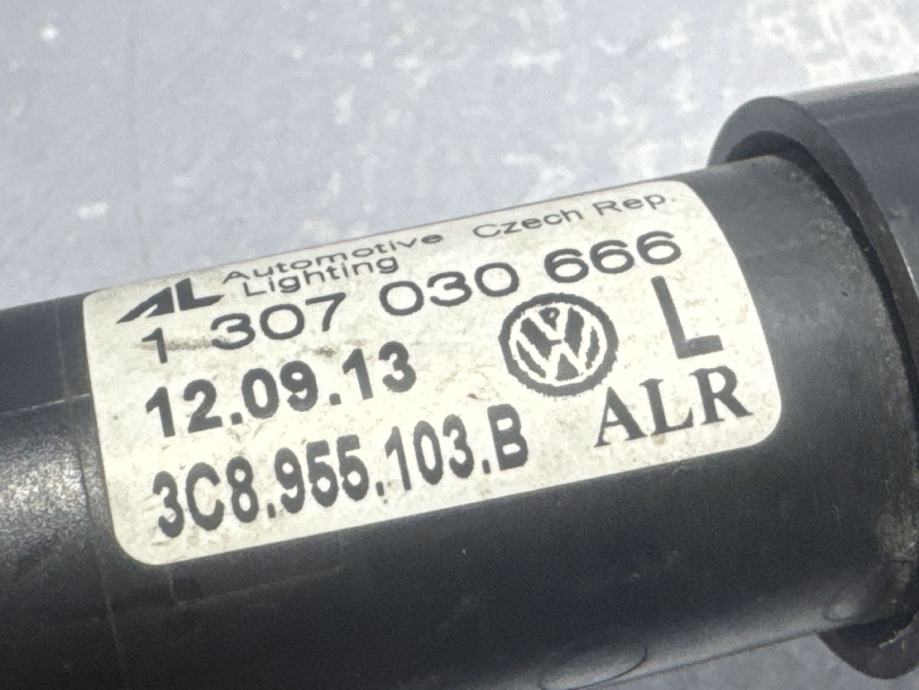 AL Automotive Lighting Czech Rep.
1 307 030 666
12.09.13 L
3C8.955.103.B ALR